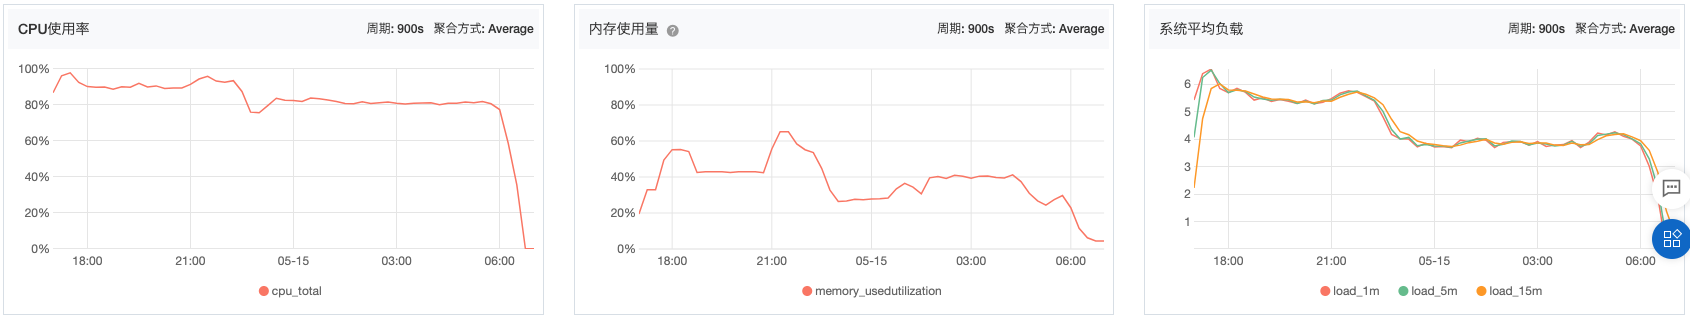 CPU使用率 周期: 900s 聚合方式: Average
100%
80%
60%
40%
20%
0%
18:00 21:00 05-15 03:00 06:00
cpu_total
内存使用量 ? 周期: 900s 聚合方式: Average
100%
80%
60%
40%
20%
0%
18:00 21:00 05-15 03:00 06:00
memory_usedutilization
系统平均负载 周期: 900s 聚合方式: Average
6
5
4
3
2
1
18:00 21:00 05-15 03:00 06:00
load_1m load_5m load_15m